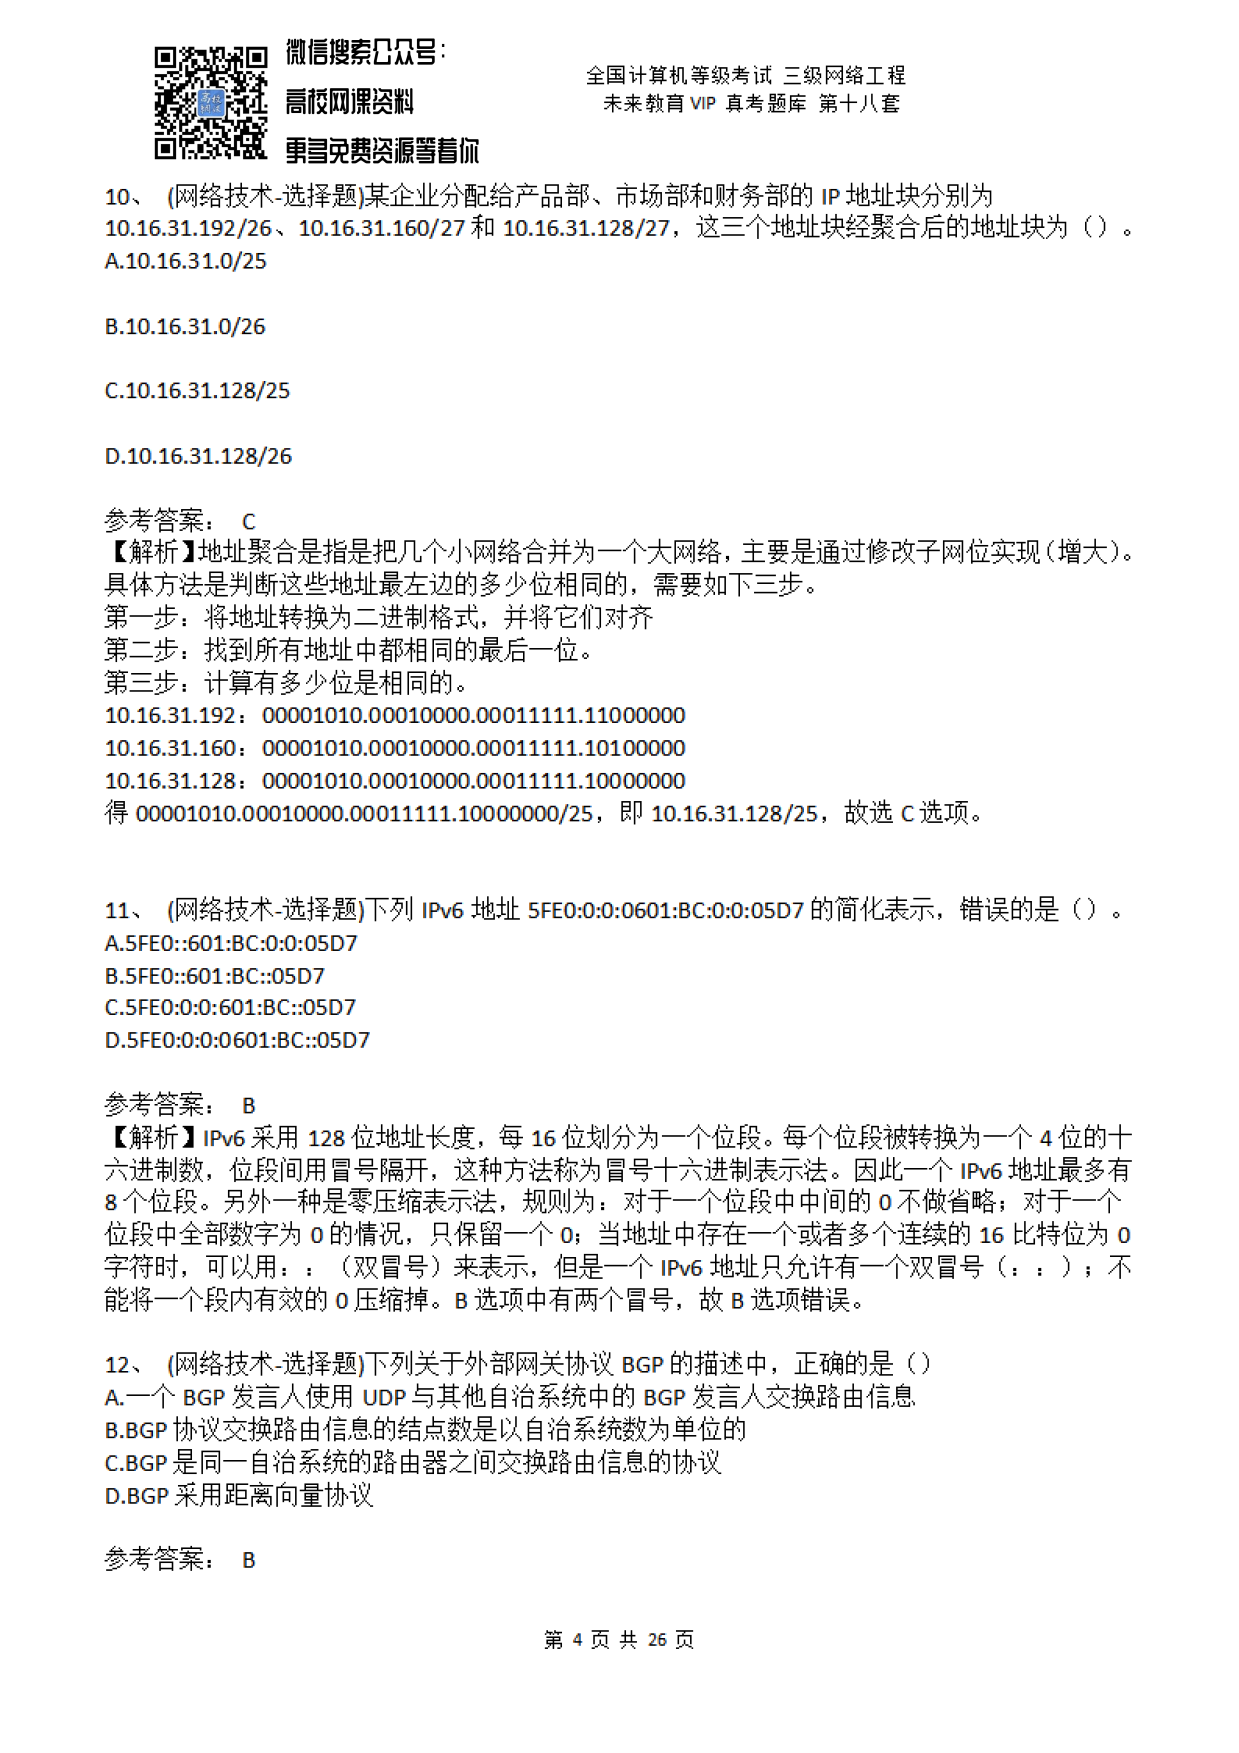 微信搜索公众号：
高校网课资料
更多免费资源等着你
全国计算机等级考试 三级网络工程
未来教育 VIP 真考题库 第十八套
10、 (网络技术-选择题)某企业分配给产品部、市场部和财务部的 IP 地址块分别为
10.16.31.192/26、10.16.31.160/27 和 10.16.31.128/27，这三个地址块经聚合后的地址块为（）。
A.10.16.31.0/25
B.10.16.31.0/26
C.10.16.31.128/25
D.10.16.31.128/26
参考答案： C
【解析】地址聚合是指是把几个小网络合并为一个大网络，主要是通过修改子网位实现（增大）。
具体方法是判断这些地址最左边的多少位相同的，需要如下三步。
第一步：将地址转换为二进制格式，并将它们对齐
第二步：找到所有地址中都相同的最后一位。
第三步：计算有多少位是相同的。
10.16.31.192：00001010.00010000.00011111.11000000
10.16.31.160：00001010.00010000.00011111.10100000
10.16.31.128：00001010.00010000.00011111.10000000
得 00001010.00010000.00011111.10000000/25，即 10.16.31.128/25，故选 C 选项。
11、 (网络技术-选择题)下列 IPv6 地址 5FE0:0:0:0601:BC:0:0:05D7 的简化表示，错误的是（）。
A.5FE0::601:BC:0:0:05D7
B.5FE0::601:BC::05D7
C.5FE0:0:0:601:BC::05D7
D.5FE0:0:0:0601:BC::05D7
参考答案： B
【解析】IPv6 采用 128 位地址长度，每 16 位划分为一个位段。每个位段被转换为一个 4 位的十
六进制数，位段间用冒号隔开，这种方法称为冒号十六进制表示法。因此一个 IPv6 地址最多有
8 个位段。另外一种是零压缩表示法，规则为：对于一个位段中中间的 0 不做省略；对于一个
位段中全部数字为 0 的情况，只保留一个 0；当地址中存在一个或者多个连续的 16 比特位为 0
字符时，可以用：：（双冒号）来表示，但是一个 IPv6 地址只允许有一个双冒号（：：）；不
能将一个段内有效的 0 压缩掉。B 选项中有两个冒号，故 B 选项错误。
12、 (网络技术-选择题)下列关于外部网关协议 BGP 的描述中，正确的是（）
A.一个 BGP 发言人使用 UDP 与其他自治系统中的 BGP 发言人交换路由信息
B.BGP 协议交换路由信息的结点数是以自治系统数为单位的
C.BGP 是同一自治系统的路由器之间交换路由信息的协议
D.BGP 采用距离向量协议
参考答案： B
第 4 页 共 26 页